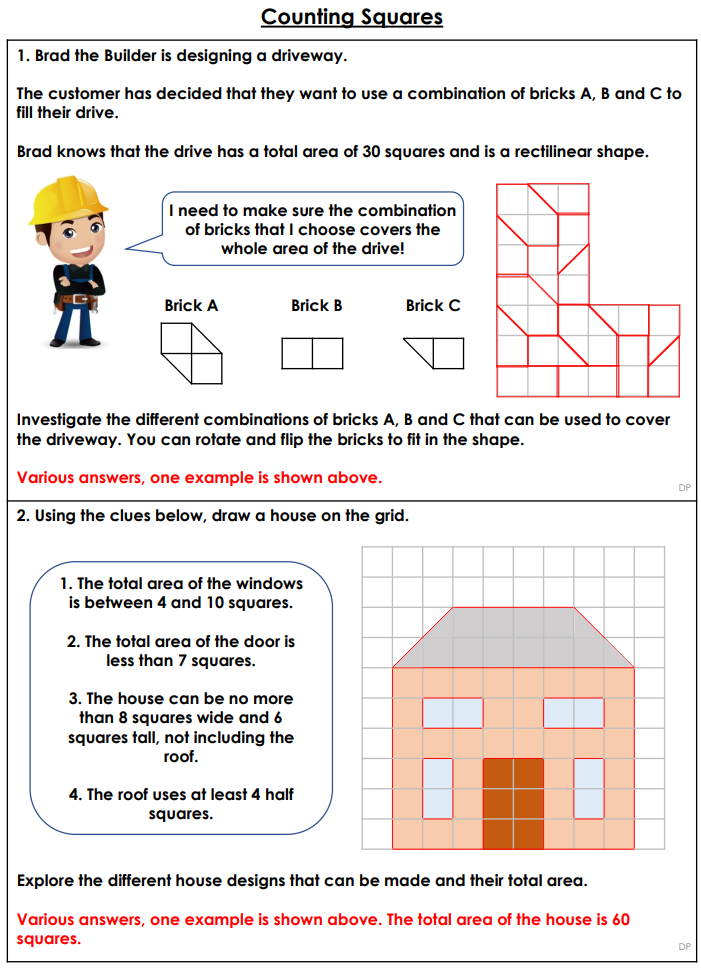 Counting Squares
1. Brad the Builder is designing a driveway.
The customer has decided that they want to use a combination of bricks A, B and C to
fill their drive.
Brad knows that the drive has a total area of 30 squares and is a rectilinear shape.
I need to make sure the combination
of bricks that I choose covers the
whole area of the drive!
Brick A
Brick B
Brick C
Investigate the different combinations of bricks A, B and C that can be used to cover
the driveway. You can rotate and flip the bricks to fit in the shape.
Various answers, one example is shown above.
DP
2. Using the clues below, draw a house on the grid.
1. The total area of the windows
is between 4 and 10 squares.
2. The total area of the door is
less than 7 squares.
3. The house can be no more
than 8 squares wide and 6
squares tall, not including the
roof.
4. The roof uses at least 4 half
squares.
Explore the different house designs that can be made and their total area.
Various answers, one example is shown above. The total area of the house is 60
squares.
DP